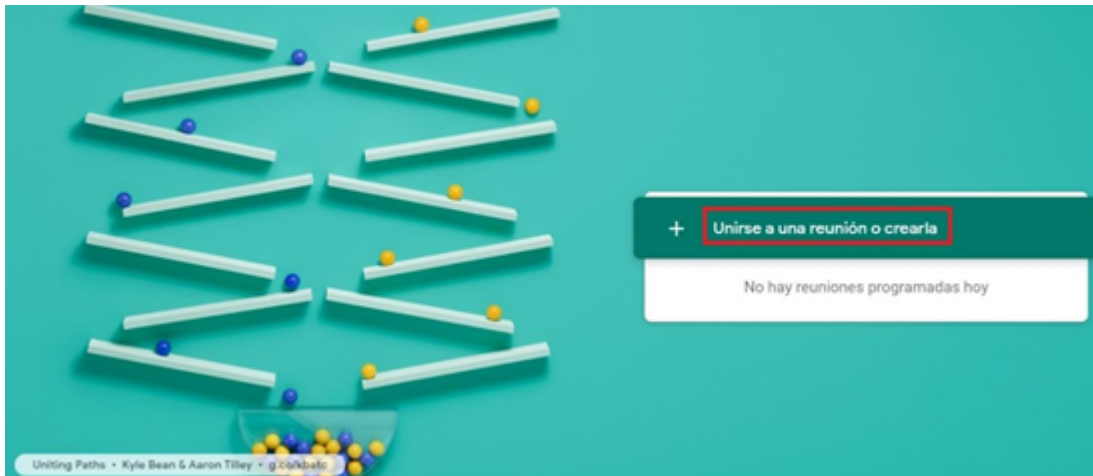 + Unirse a una reunión o crearla
No hay reuniones programadas hoy
Uniting Paths • Kyle Bean & Aaron Tilley • g.co/kbatc